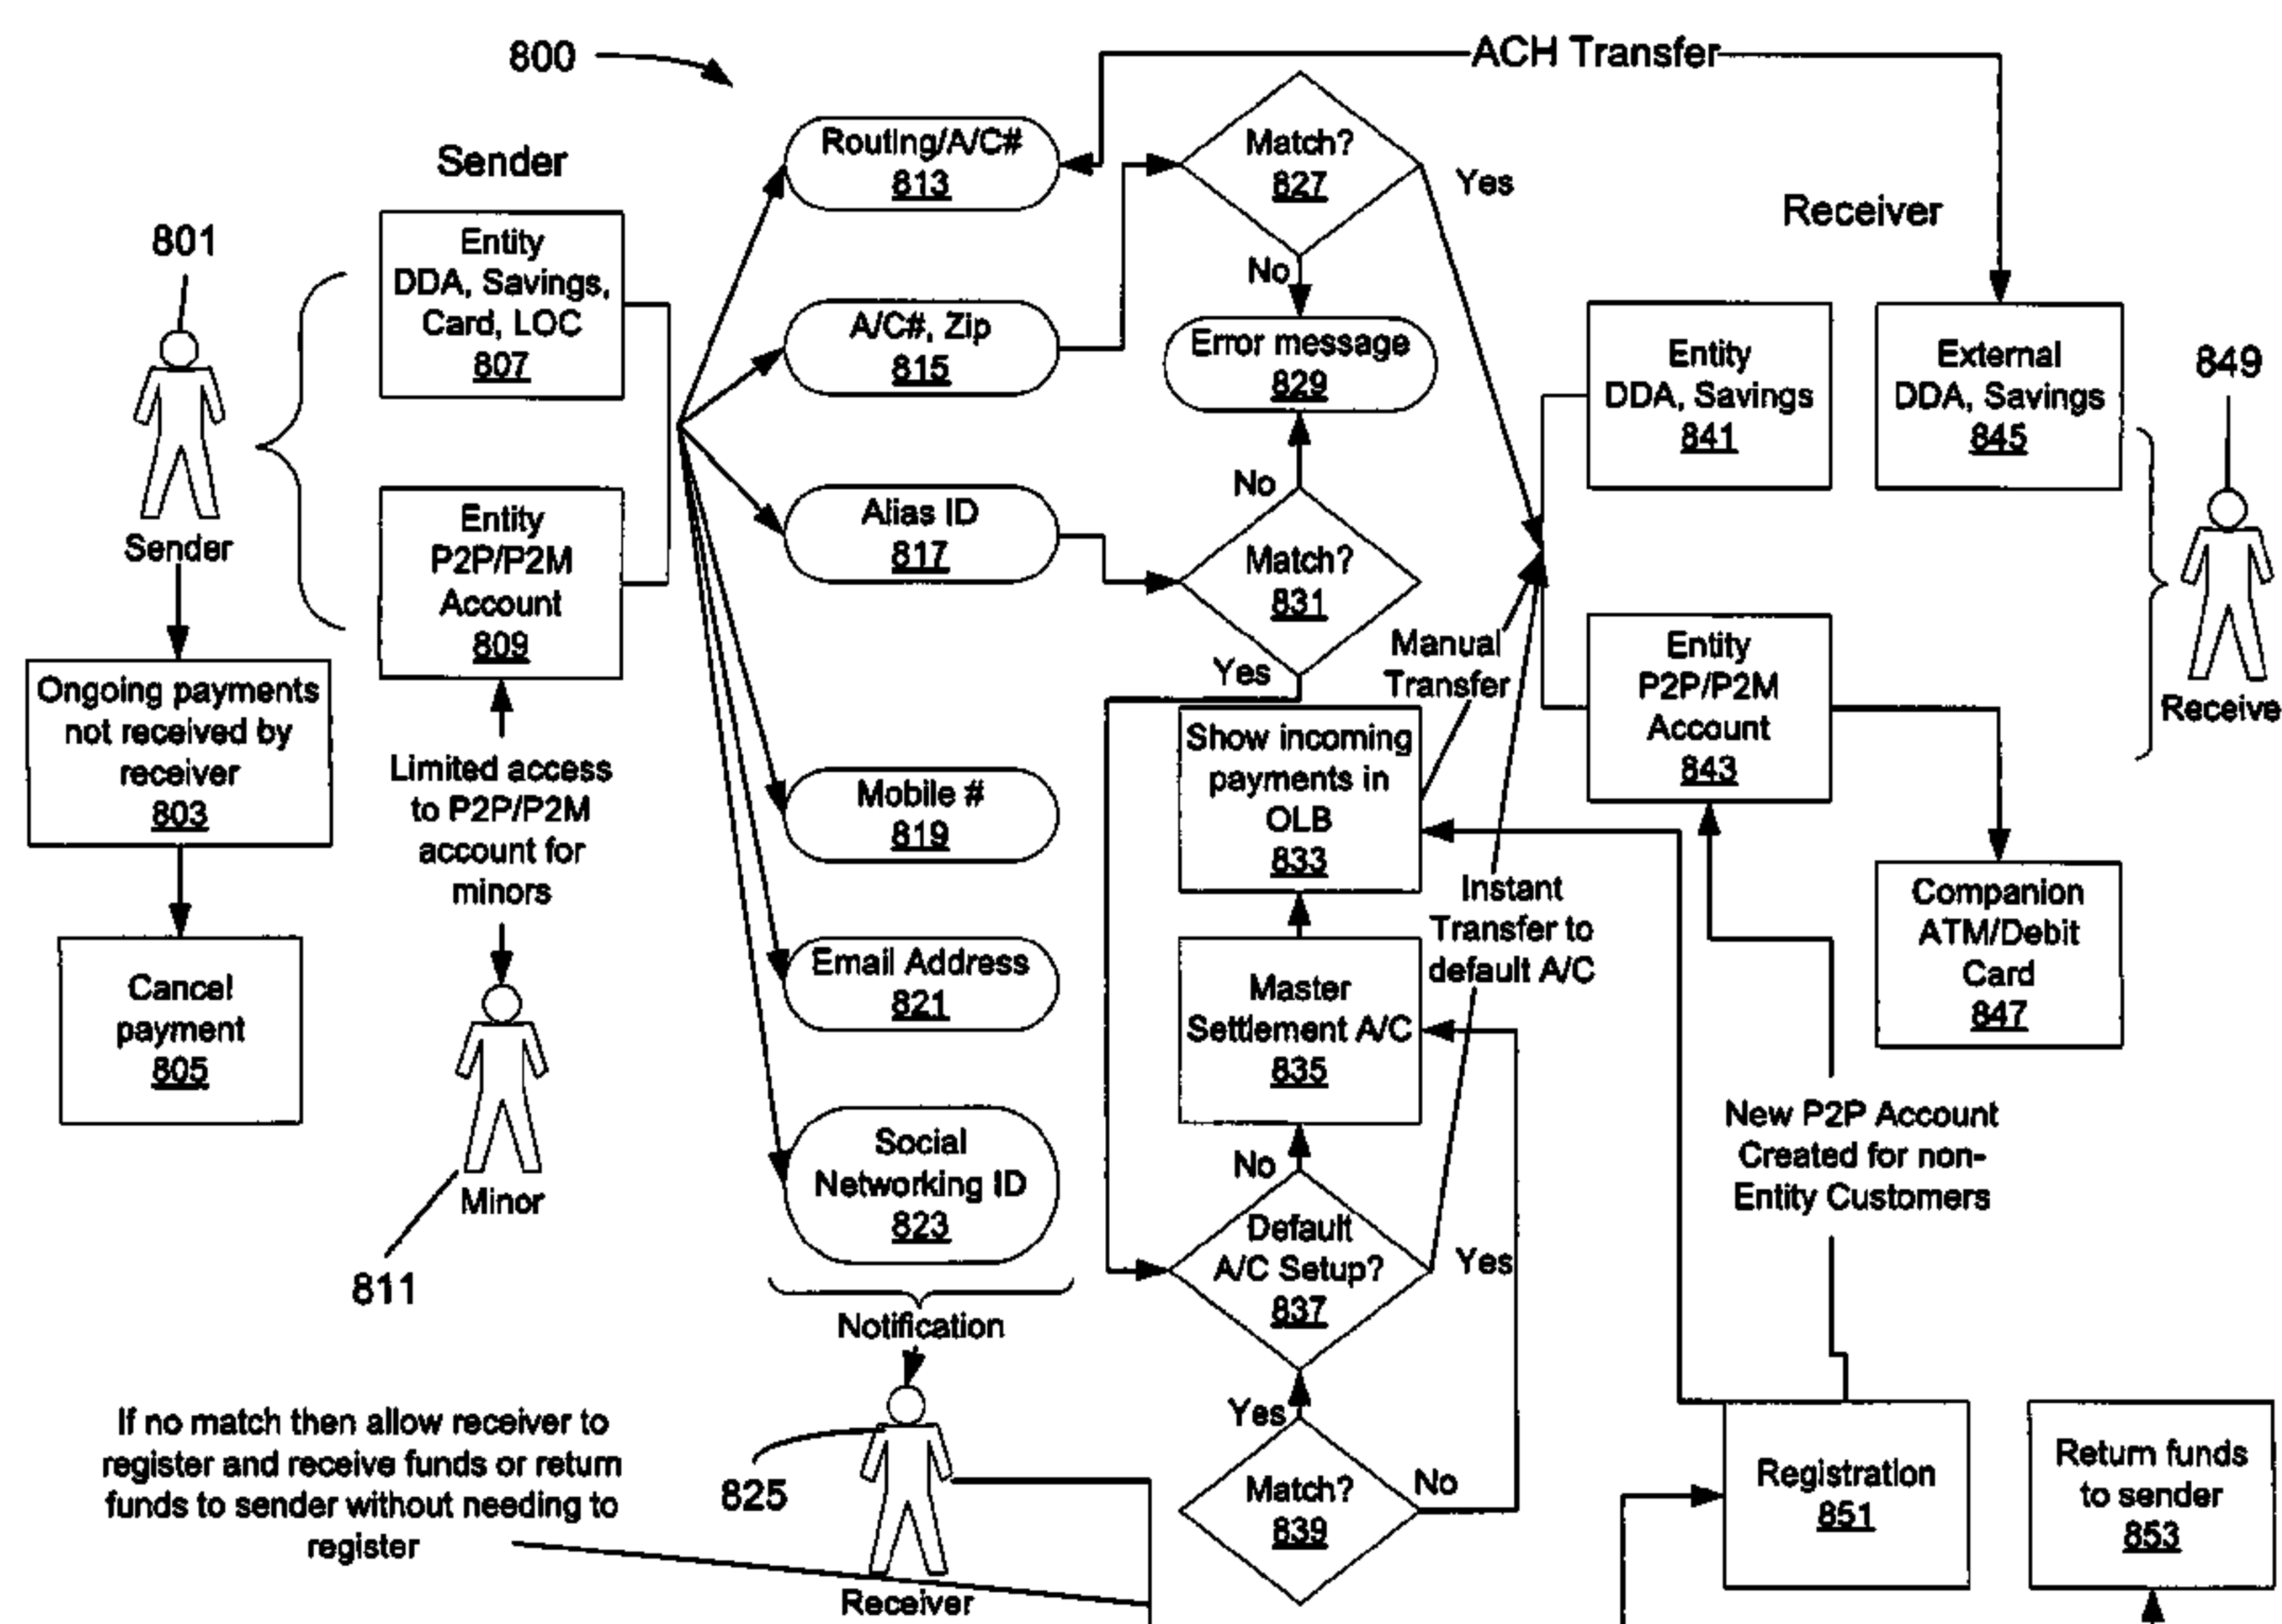 800
ACH Transfer
Sender
Receiver
801
Sender
Ongoing payments
not received by
receiver
803
Cancel
payment
805
Entity
DDA, Savings,
Card, LOC
807
Entity
P2P/P2M
Account
809
Limited access
to P2P/P2M
account for
minors
Minor
811
Routing/A/C#
813
A/C#, Zip
815
Alias ID
817
Mobile #
819
Email Address
821
Social
Networking ID
823
Notification
825
Receiver
If no match then allow receiver to
register and receive funds or return
funds to sender without needing to
register
Match?
827
Yes
No
Error message
829
No
Match?
831
Yes
Show incoming
payments in
OLB
833
Manual
Transfer
Master
Settlement A/C
835
Instant
Transfer to
default A/C
No
Default
A/C Setup?
837
Yes
Yes
Match?
839
No
Entity
DDA, Savings
841
External
DDA, Savings
845
849
Receive
Entity
P2P/P2M
Account
843
Companion
ATM/Debit
Card
847
New P2P Account
Created for non-
Entity Customers
Registration
851
Return funds
to sender
853